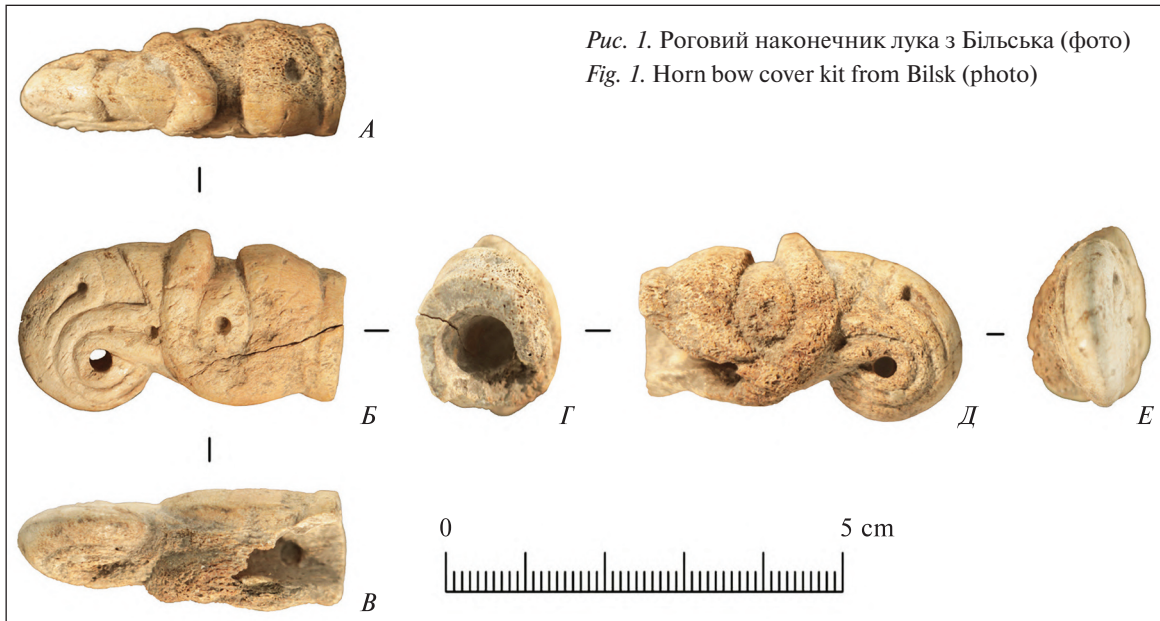 Рис. 1. Роговий наконечник лука з Більська (фото)
Fig. 1. Horn bow cover kit from Bilsk (photo)
А
Б
Г
Д
Е
В
0
5 cm